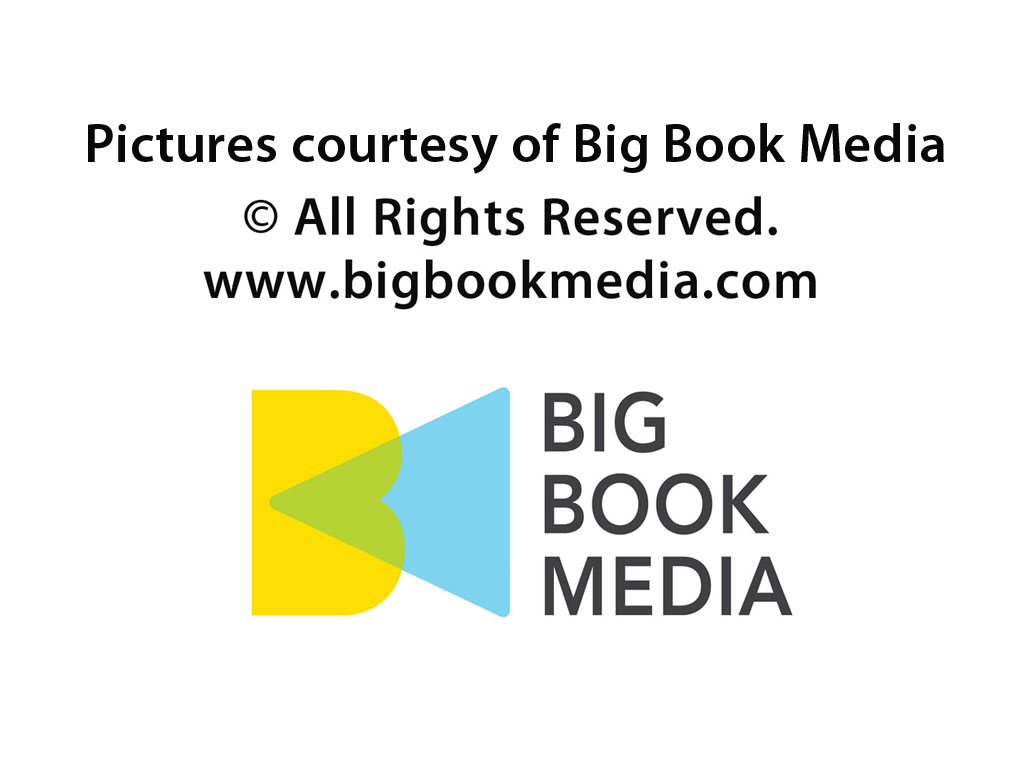 Pictures courtesy of Big Book Media
© All Rights Reserved.
www.bigbookmedia.com
BIG
BOOK
MEDIA